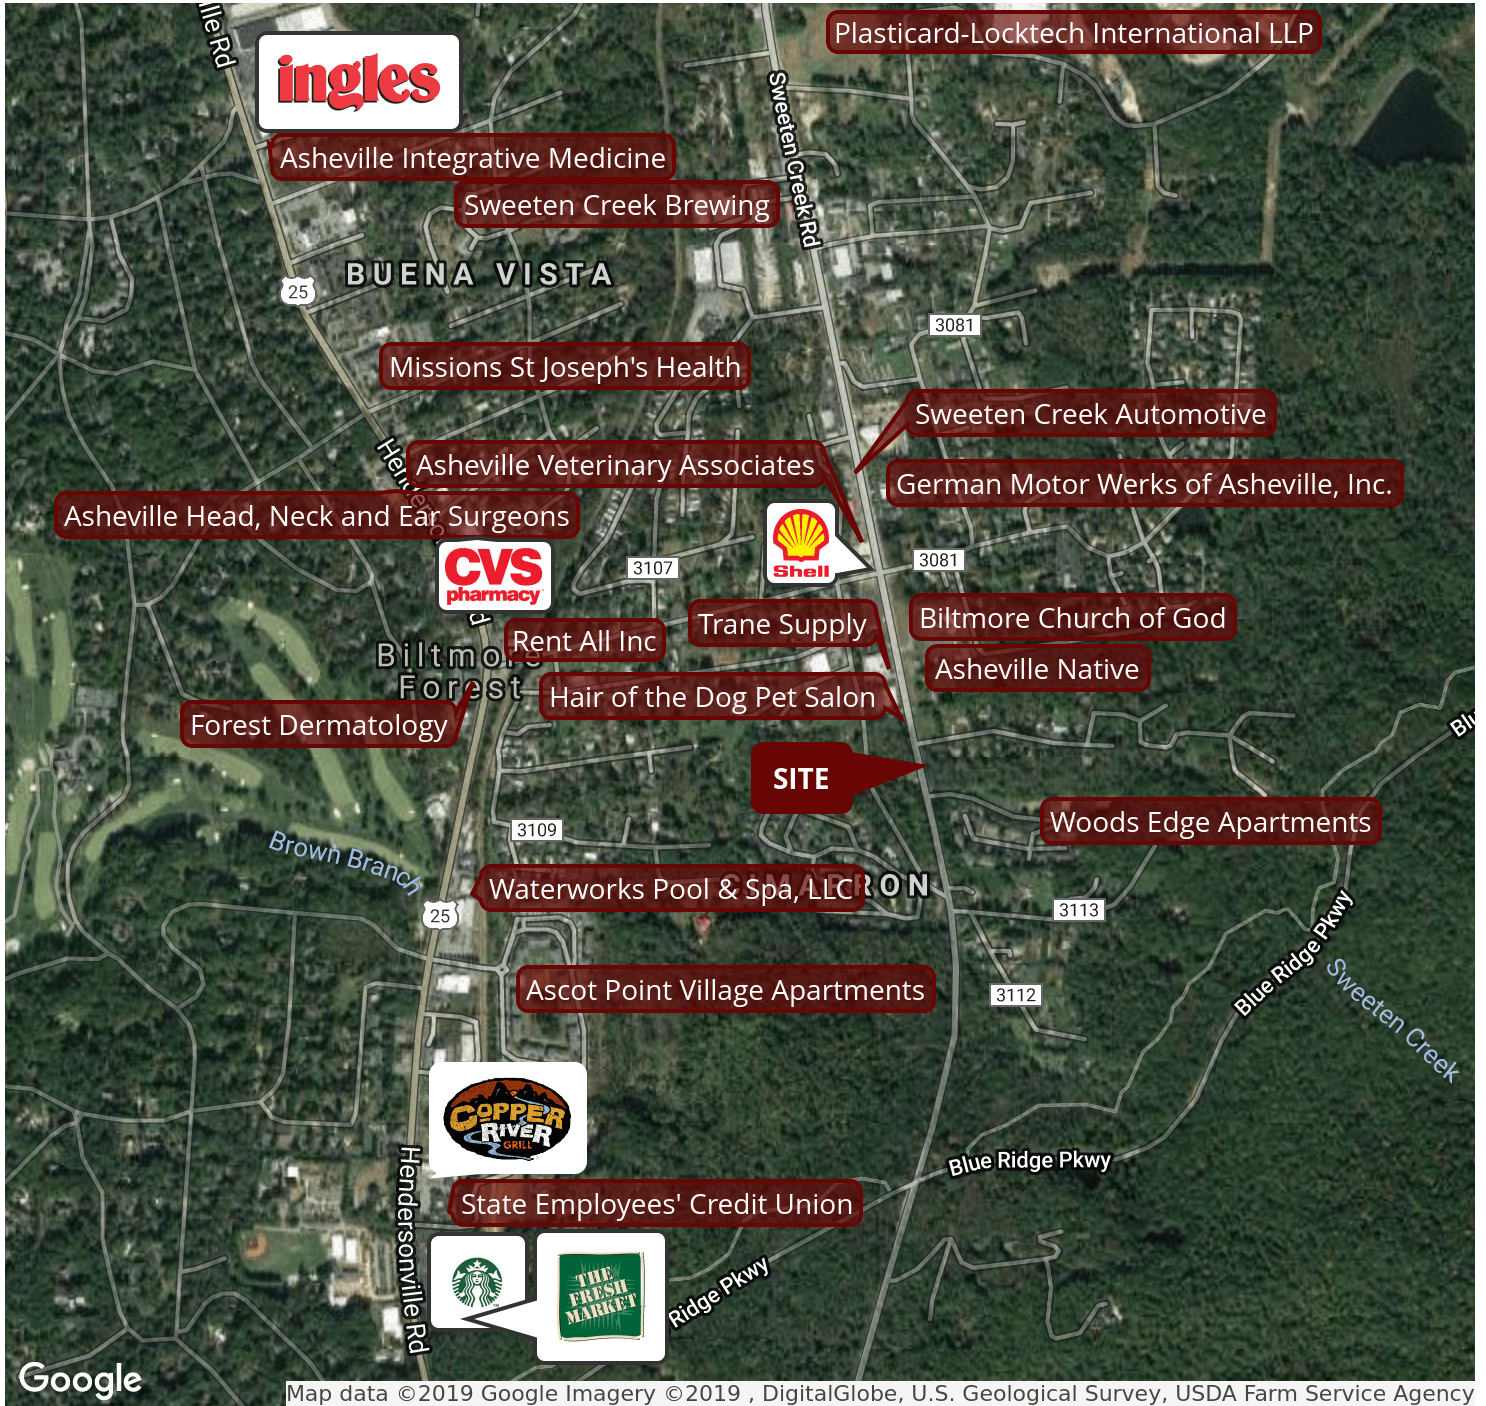 lle Rd
Plasticard-Locktech International LLP
ingles
Asheville Integrative Medicine
Sweeten Creek Rd
Sweeten Creek Brewing
BUENA VISTA
25
3081
Missions St Joseph's Health
Sweeten Creek Automotive
Asheville Veterinary Associates
German Motor Werks of Asheville, Inc.
Asheville Head, Neck and Ear Surgeons
CVS
pharmacy
3107
Shell
3081
Trane Supply
Biltmore Church of God
Rent All Inc
Biltmore
Forest
Asheville Native
Hair of the Dog Pet Salon
Forest Dermatology
Blu
SITE
Woods Edge Apartments
3109
Brown Branch
Waterworks Pool & Spa, LLC
CIMARRON
25
3113
Blue Ridge Pkwy
Ascot Point Village Apartments
3112
Sweeten Creek
COPPER
RIVER
GRILL
Blue Ridge Pkwy
State Employees' Credit Union
Hendersonville Rd
THE
FRESH
MARKET
Ridge Pkwy
Google
Map data ©2019 Google Imagery ©2019 , DigitalGlobe, U.S. Geological Survey, USDA Farm Service Agency